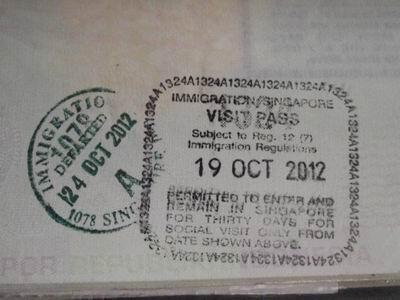 IMMIGRATIO
1078
DEPARTED
24 OCT 2012
A
1078 SING
1324A1324A1324A1324A1324A1324A1324A
IMMIGRATION/SINGAPORE
VISIT PASS
Subject to Reg. 12 (7)
Immigration Regulations
19 OCT 2012
PERMITTED TO ENTER AND
REMAIN IN SINGAPORE
FOR THIRTY DAYS FOR
SOCIAL VISIT ONLY FROM
DATE SHOWN ABOVE.